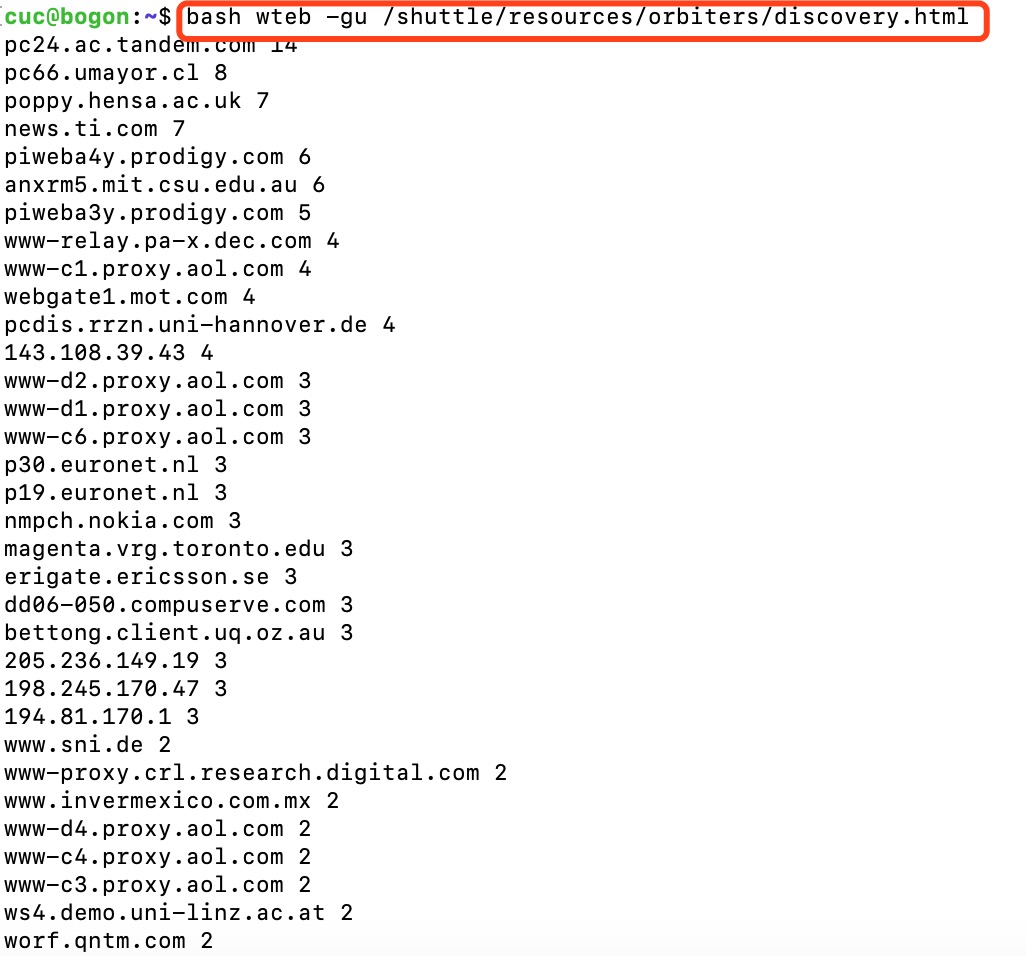 cuc@bogon:~$ bash wteb -gu /shuttle/resources/orbiters/discovery.html
pc24.ac.tandem.com 14
pc66.umayor.cl 8
poppy.hensa.ac.uk 7
news.ti.com 7
piweba4y.prodigy.com 6
anxrm5.mit.csu.edu.au 6
piweba3y.prodigy.com 5
www-relay.pa-x.dec.com 4
www-c1.proxy.aol.com 4
webgate1.mot.com 4
pcdis.rrzn.uni-hannover.de 4
143.108.39.43 4
www-d2.proxy.aol.com 3
www-d1.proxy.aol.com 3
www-c6.proxy.aol.com 3
p30.euronet.nl 3
p19.euronet.nl 3
nmpch.nokia.com 3
magenta.vrg.toronto.edu 3
erigate.ericsson.se 3
dd06-050.compuserve.com 3
bettong.client.uq.oz.au 3
205.236.149.19 3
198.245.170.47 3
194.81.170.1 3
www.sni.de 2
www-proxy.crl.research.digital.com 2
www.invermexico.com.mx 2
www-d4.proxy.aol.com 2
www-c4.proxy.aol.com 2
www-c3.proxy.aol.com 2
ws4.demo.uni-linz.ac.at 2
worf.qntm.com 2